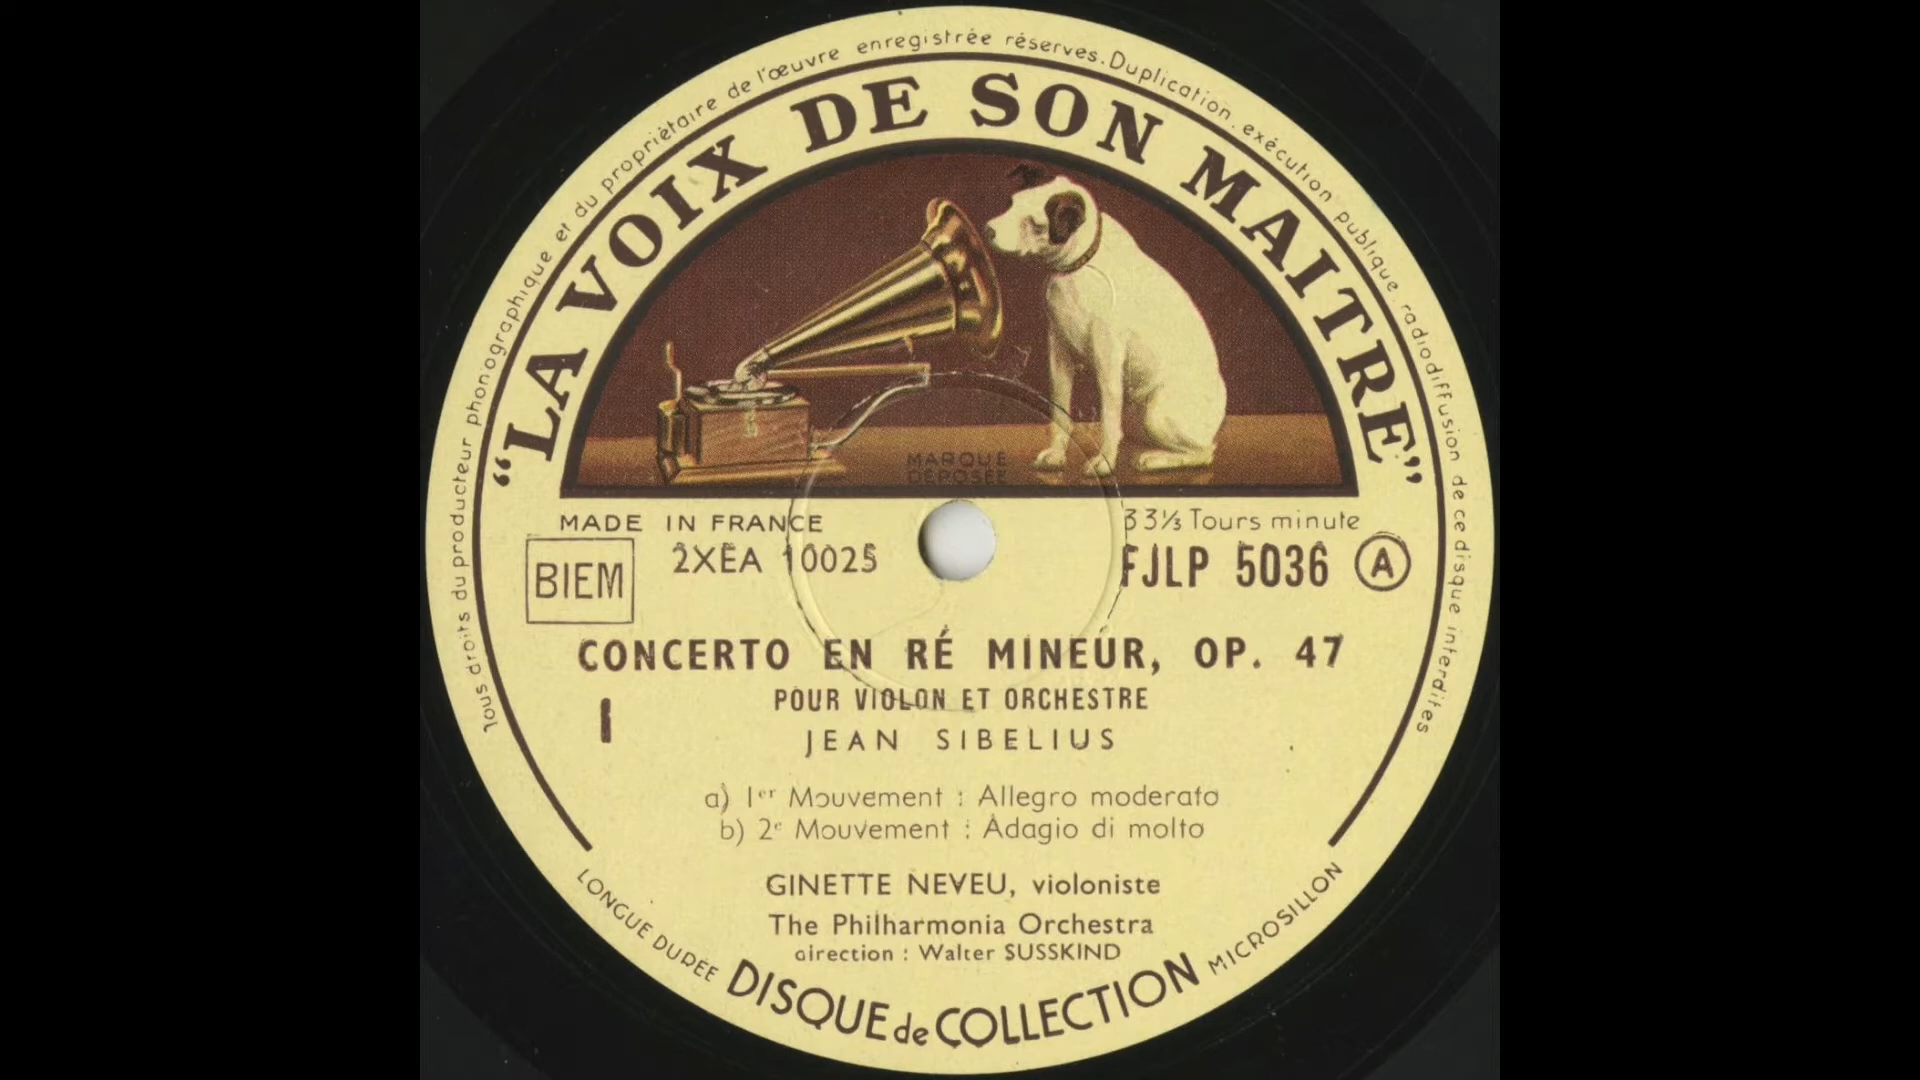 Tous droits du producteur phonographique et du propriétaire de l'œuvre enregistrée réservés. Duplication, exécution publique, radiodiffusion de ce disque interdites
“LA VOIX DE SON MAITRE”
MARQUE
DÉPOSÉE
MADE IN FRANCE
33⅓ Tours minute
BIEM
2XEA 10025
FJLP 5036
A
CONCERTO EN RÉ MINEUR, OP. 47
POUR VIOLON ET ORCHESTRE
I
JEAN SIBELIUS
a) 1er Mouvement : Allegro moderato
b) 2e Mouvement : Adagio di molto
GINETTE NEVEU, violoniste
The Philharmonia Orchestra
direction : Walter SUSSKIND
LONGUE DURÉE
DISQUE de COLLECTION
MICROSILLON